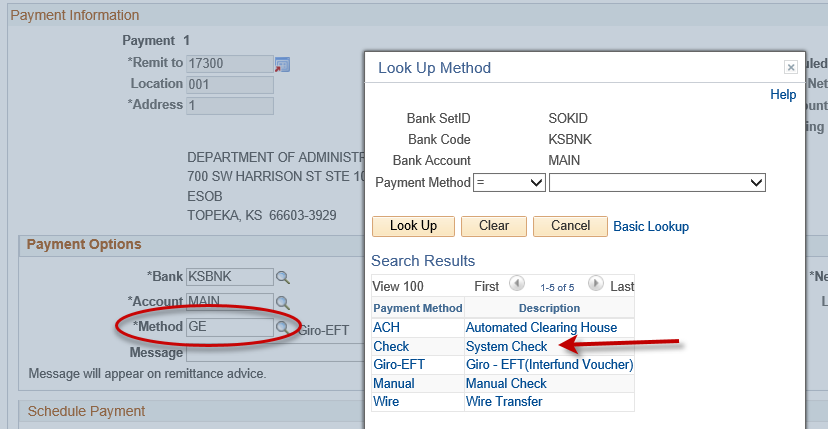 Payment Information
Payment 1
*Remit to 17300
Location 001
*Address 1
DEPARTMENT OF ADMINISTR
700 SW HARRISON ST STE 10
ESOB
TOPEKA, KS 66603-3929
Payment Options
*Bank KSBNK
*Account MAIN
*Method GE Giro-EFT
Message
Message will appear on remittance advice.
Schedule Payment
Look Up Method
Help
Bank SetID SOKID
Bank Code KSBNK
Bank Account MAIN
Payment Method =
Look Up Clear Cancel Basic Lookup
Search Results
View 100 First 1-5 of 5 Last
Payment Method Description
ACH Automated Clearing House
Check System Check
Giro-EFT Giro - EFT(Interfund Voucher)
Manual Manual Check
Wire Wire Transfer
uled
Net
ount
ing
*Ne
L